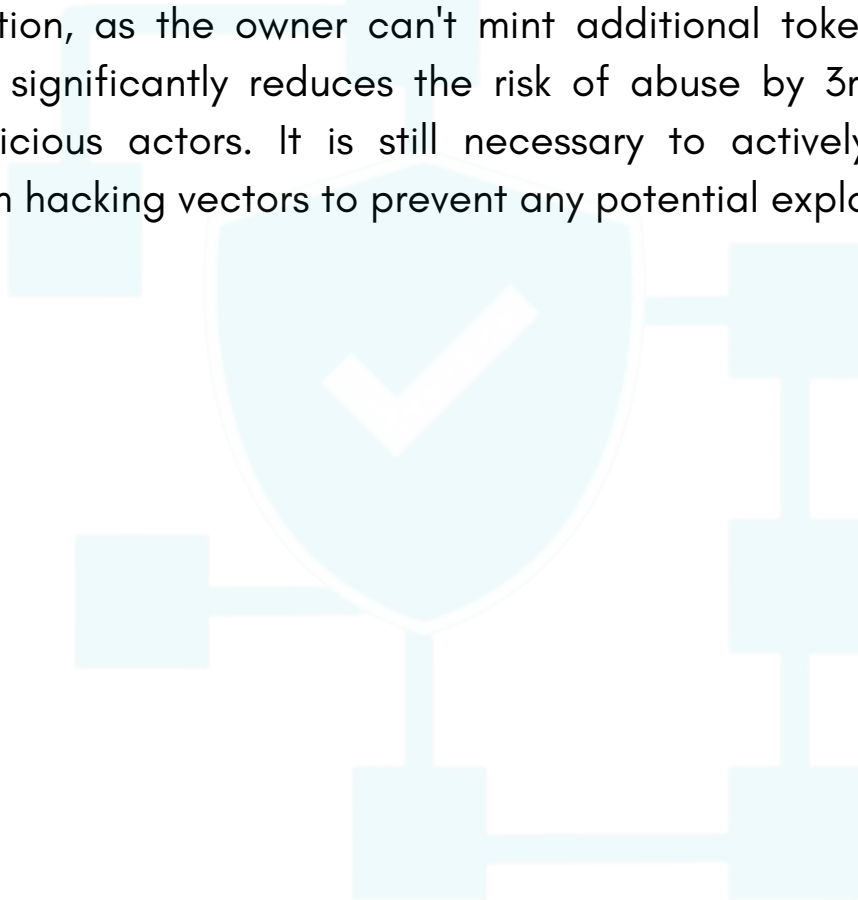 tion, as the owner can't mint additional toke
significantly reduces the risk of abuse by 3r
icious actors. It is still necessary to actively
n hacking vectors to prevent any potential explo